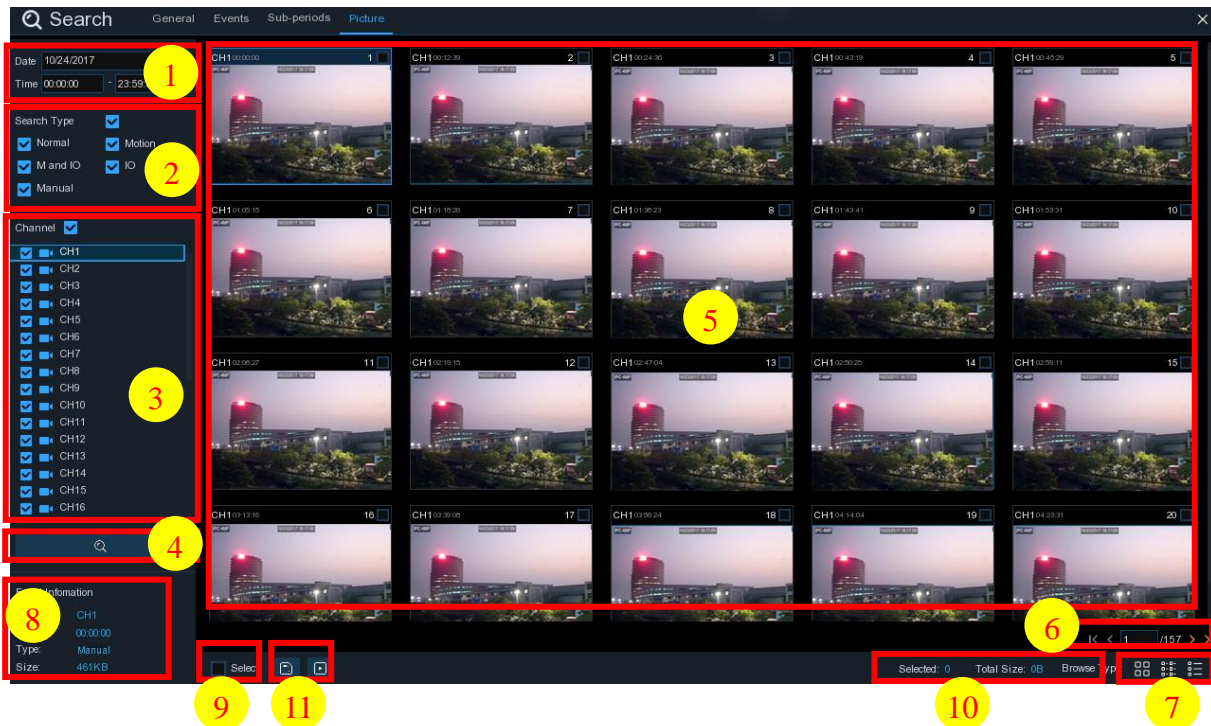 Search General Events Sub-periods Picture
Date 10/24/2017
Time 00:00:00 - 23:59:
1
Search Type
Normal Motion
M and IO IO
Manual
2
Channel
CH1
CH2
CH3
CH4
CH5
CH6
CH7
CH8
CH9
CH10
CH11
CH12
CH13
CH14
CH15
CH16
3
4
Infomation
CH1
00:00:00
Type: Manual
Size: 461KB
8
CH1 00:00:00 1
CH1 00:12:39 2
CH1 00:24:36 3
CH1 00:43:19 4
CH1 00:45:29 5
CH1 01:05:15 6
CH1 01:18:26 7
CH1 01:38:23 8
CH1 01:43:41 9
CH1 01:53:31 10
5
CH1 02:06:27 11
CH1 02:19:15 12
CH1 02:47:04 13
CH1 02:50:25 14
CH1 02:59:11 15
CH1 03:13:16 16
CH1 03:39:06 17
CH1 03:56:24 18
CH1 04:14:04 19
CH1 04:23:31 20
6
1 /157
Selec
Selected: 0 Total Size: 0B Browse Typ
9
11
10
7